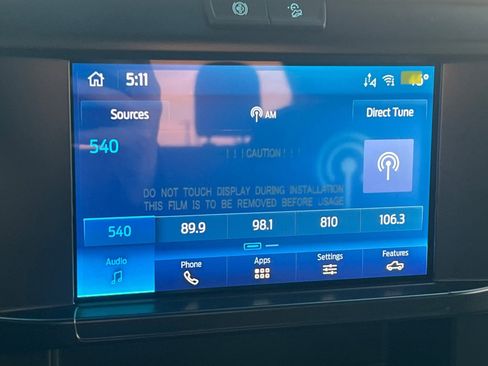 5:11
45°
Sources
AM
Direct Tune
540
!!!CAUTION!!!
DO NOT TOUCH DISPLAY DURING INSTALLATION
THIS FILM IS TO BE REMOVED BEFORE USAGE
540 89.9 98.1 810 106.3
Audio Phone Apps Settings Features